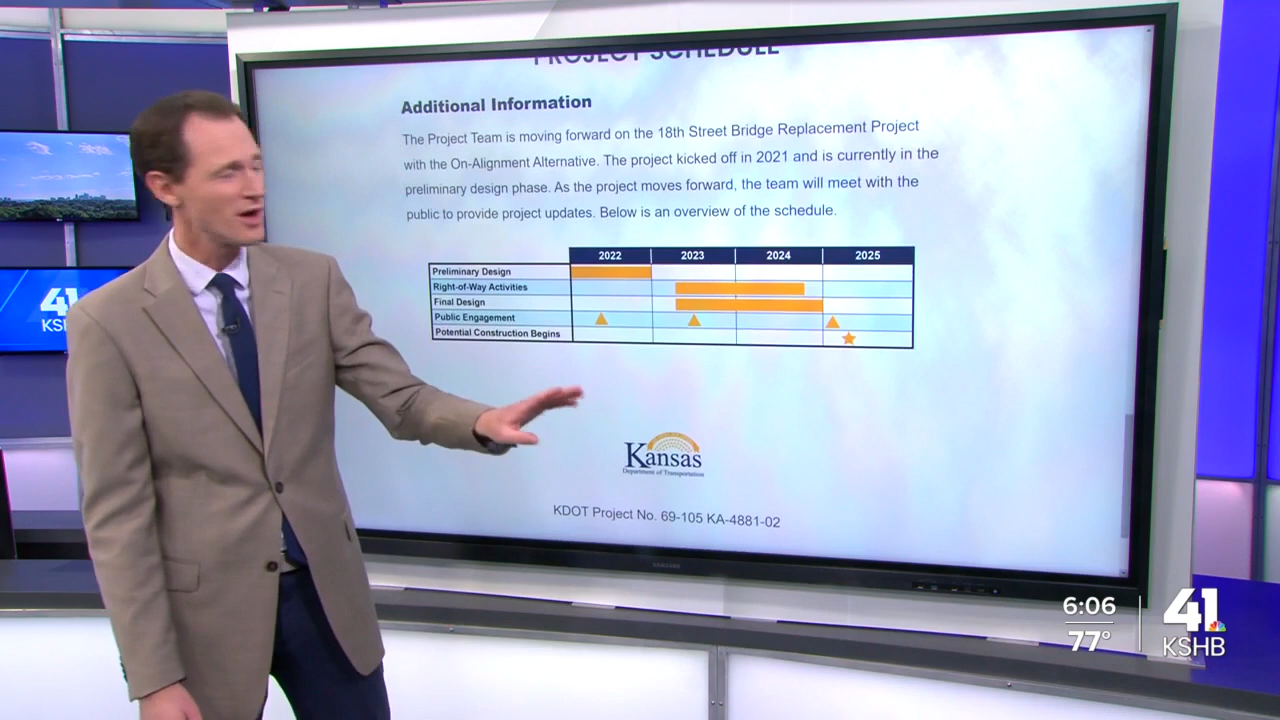 PROJECT SCHEDULE
Additional Information
The Project Team is moving forward on the 18th Street Bridge Replacement Project
with the On-Alignment Alternative. The project kicked off in 2021 and is currently in the
preliminary design phase. As the project moves forward, the team will meet with the
public to provide project updates. Below is an overview of the schedule.
2022 2023 2024 2025
Preliminary Design
Right-of-Way Activities
Final Design
Public Engagement
Potential Construction Begins
Kansas
Department of Transportation
KDOT Project No. 69-105 KA-4881-02
SAMSUNG
41
KSH
6:06
77°
41
KSHB